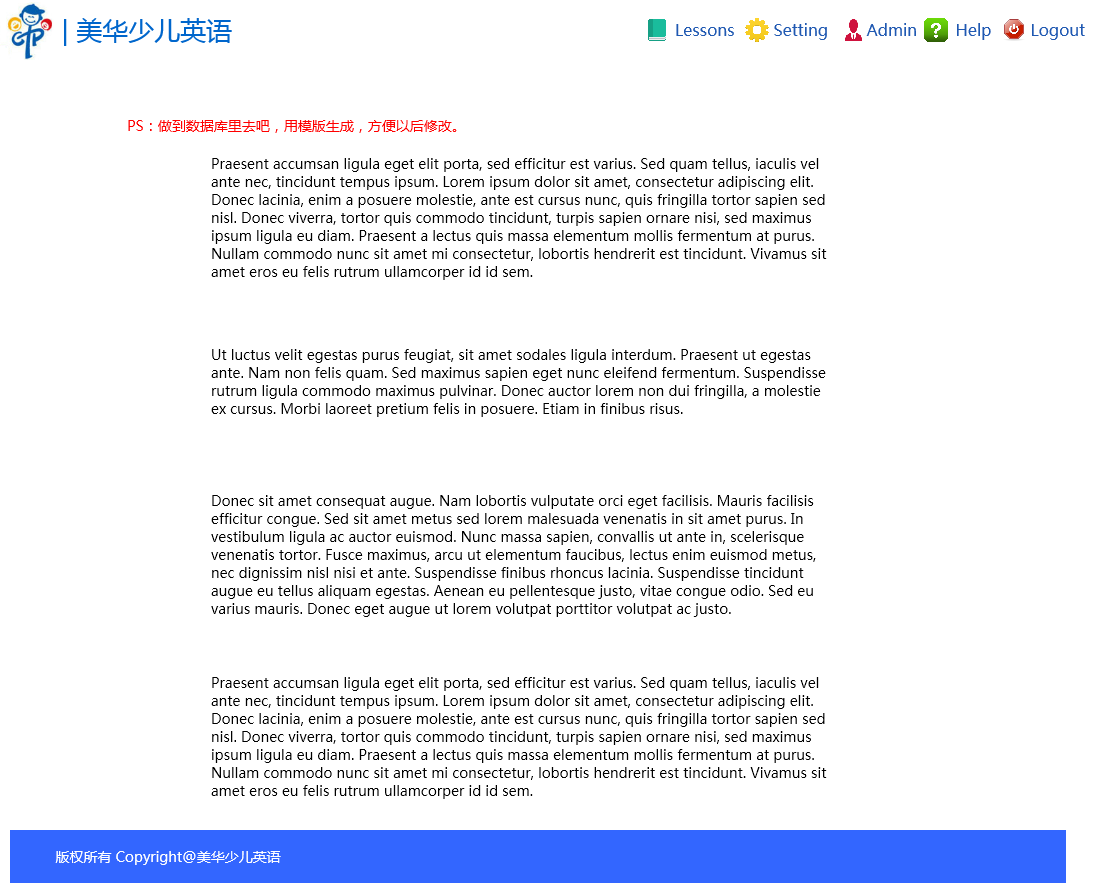 | 美华少儿英语
Lessons Setting Admin Help Logout
PS：做到数据库里去吧，用模版生成，方便以后修改。
Praesent accumsan ligula eget elit porta, sed efficitur est varius. Sed quam tellus, iaculis vel
ante nec, tincidunt tempus ipsum. Lorem ipsum dolor sit amet, consectetur adipiscing elit.
Donec lacinia, enim a posuere molestie, ante est cursus nunc, quis fringilla tortor sapien sed
nisl. Donec viverra, tortor quis commodo tincidunt, turpis sapien ornare nisi, sed maximus
ipsum ligula eu diam. Praesent a lectus quis massa elementum mollis fermentum at purus.
Nullam commodo nunc sit amet mi consectetur, lobortis hendrerit est tincidunt. Vivamus sit
amet eros eu felis rutrum ullamcorper id id sem.
Ut luctus velit egestas purus feugiat, sit amet sodales ligula interdum. Praesent ut egestas
ante. Nam non felis quam. Sed maximus sapien eget nunc eleifend fermentum. Suspendisse
rutrum ligula commodo maximus pulvinar. Donec auctor lorem non dui fringilla, a molestie
ex cursus. Morbi laoreet pretium felis in posuere. Etiam in finibus risus.
Donec sit amet consequat augue. Nam lobortis vulputate orci eget facilisis. Mauris facilisis
efficitur congue. Sed sit amet metus sed lorem malesuada venenatis in sit amet purus. In
vestibulum ligula ac auctor euismod. Nunc massa sapien, convallis ut ante in, scelerisque
venenatis tortor. Fusce maximus, arcu ut elementum faucibus, lectus enim euismod metus,
nec dignissim nisl nisi et ante. Suspendisse finibus rhoncus lacinia. Suspendisse tincidunt
augue eu tellus aliquam egestas. Aenean eu pellentesque justo, vitae congue odio. Sed eu
varius mauris. Donec eget augue ut lorem volutpat porttitor volutpat ac justo.
Praesent accumsan ligula eget elit porta, sed efficitur est varius. Sed quam tellus, iaculis vel
ante nec, tincidunt tempus ipsum. Lorem ipsum dolor sit amet, consectetur adipiscing elit.
Donec lacinia, enim a posuere molestie, ante est cursus nunc, quis fringilla tortor sapien sed
nisl. Donec viverra, tortor quis commodo tincidunt, turpis sapien ornare nisi, sed maximus
ipsum ligula eu diam. Praesent a lectus quis massa elementum mollis fermentum at purus.
Nullam commodo nunc sit amet mi consectetur, lobortis hendrerit est tincidunt. Vivamus sit
amet eros eu felis rutrum ullamcorper id id sem.
版权所有 Copyright@美华少儿英语